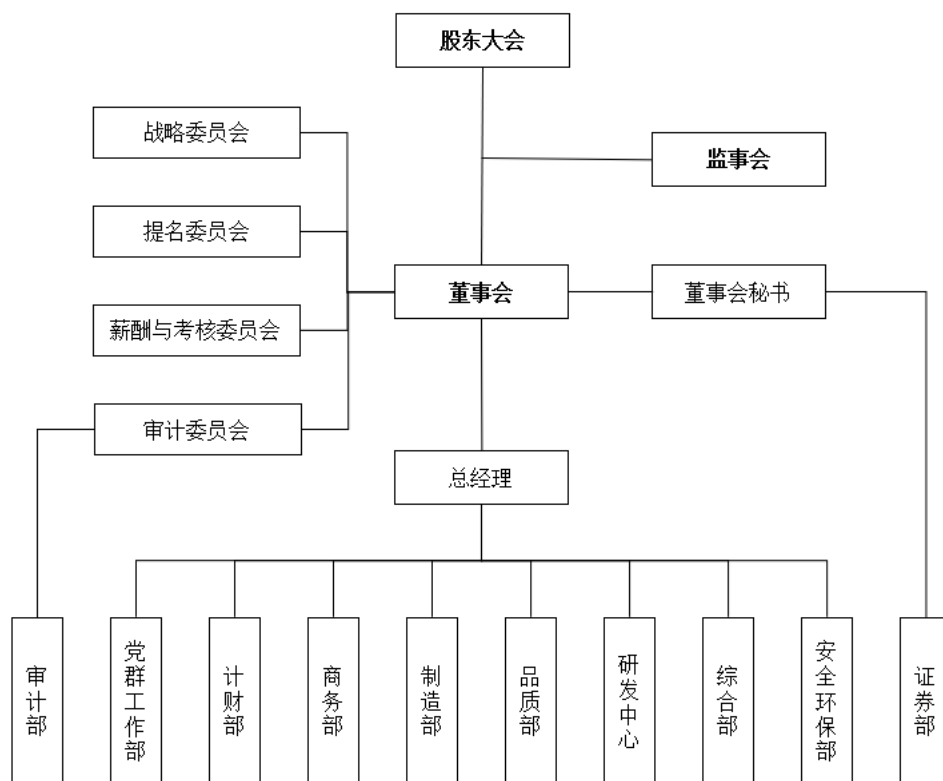 股东大会
战略委员会
监事会
提名委员会
董事会
董事会秘书
薪酬与考核委员会
审计委员会
总经理
审计部
党群工作部
计财部
商务部
制造部
品质部
研发中心
综合部
安全环保部
证券部